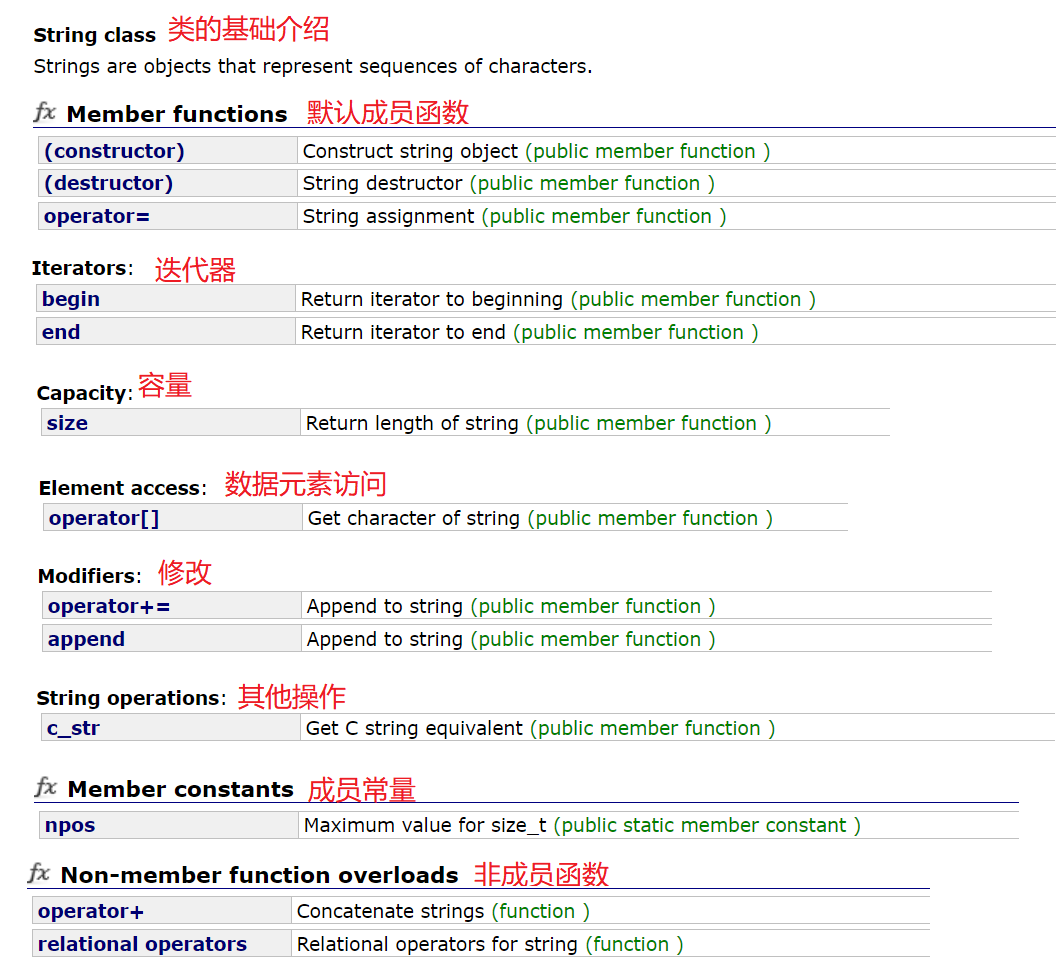 String class 类的基础介绍
Strings are objects that represent sequences of characters.
fx Member functions 默认成员函数
(constructor) Construct string object (public member function )
(destructor) String destructor (public member function )
operator= String assignment (public member function )
Iterators: 迭代器
begin Return iterator to beginning (public member function )
end Return iterator to end (public member function )
Capacity: 容量
size Return length of string (public member function )
Element access: 数据元素访问
operator[] Get character of string (public member function )
Modifiers: 修改
operator+= Append to string (public member function )
append Append to string (public member function )
String operations: 其他操作
c_str Get C string equivalent (public member function )
fx Member constants 成员常量
npos Maximum value for size_t (public static member constant )
fx Non-member function overloads 非成员函数
operator+ Concatenate strings (function )
relational operators Relational operators for string (function )